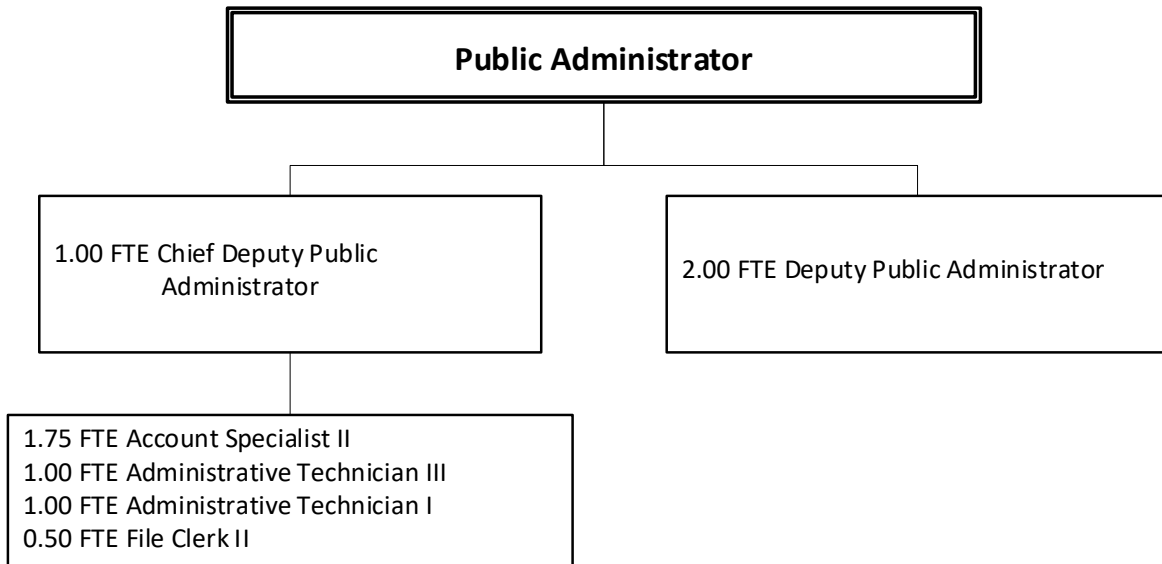 Public Administrator
1.00 FTE Chief Deputy Public
Administrator
2.00 FTE Deputy Public Administrator
1.75 FTE Account Specialist II
1.00 FTE Administrative Technician III
1.00 FTE Administrative Technician I
0.50 FTE File Clerk II